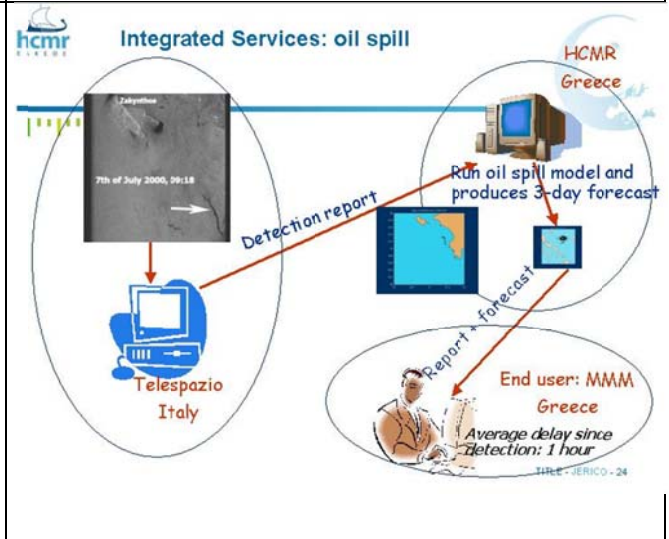 hcmr
Integrated Services: oil spill
HCMR
Greece
Zakynthos
7th of July 2000, 09:18
Run oil spill model and
produces 3-day forecast
Detection report
Report + forecast
Telespazio
Italy
End user: MMM
Greece
Average delay since
detection: 1 hour
TITLE - JERICO - 24